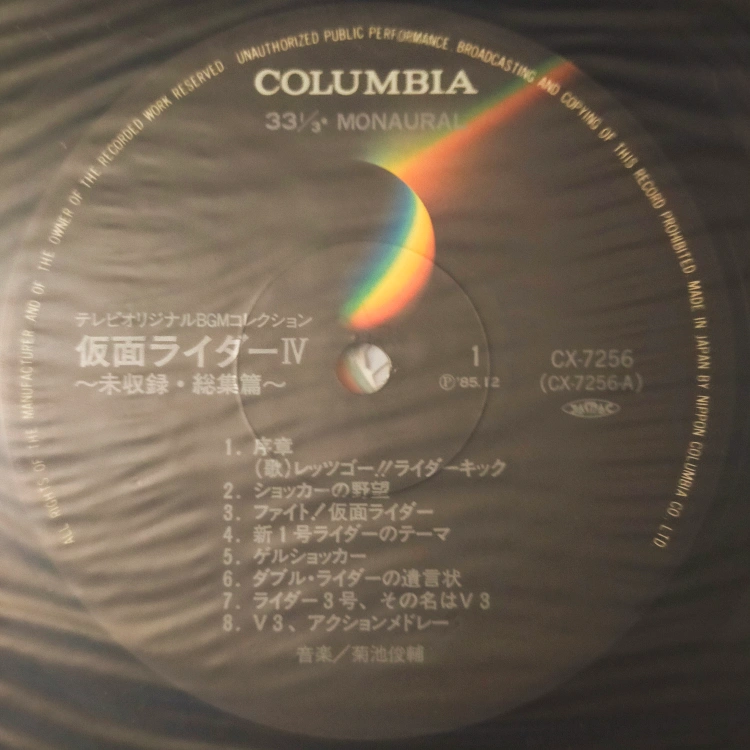 ALL RIGHTS OF THE MANUFACTURER AND OF THE OWNER OF THE RECORDED WORK RESERVED UNAUTHORIZED PUBLIC PERFORMANCE, BROADCASTING AND COPYING OF THIS RECORD PROHIBITED MADE IN JAPAN BY NIPPON COLUMBIA CO. LTD
COLUMBIA
33 1/3 • MONAURAL
テレビオリジナルBGMコレクション
仮面ライダーⅣ
～未収録・総集篇～
1
Ⓟ'85.12
CX-7256
(CX-7256-A)
1. 序章
(歌)レッツゴー!!ライダーキック
2. ショッカーの野望
3. ファイト!仮面ライダー
4. 新1号ライダーのテーマ
5. ゲルショッカー
6. ダブル・ライダーの遺言状
7. ライダー3号、その名はV3
8. V3、アクションメドレー
音楽／菊池俊輔